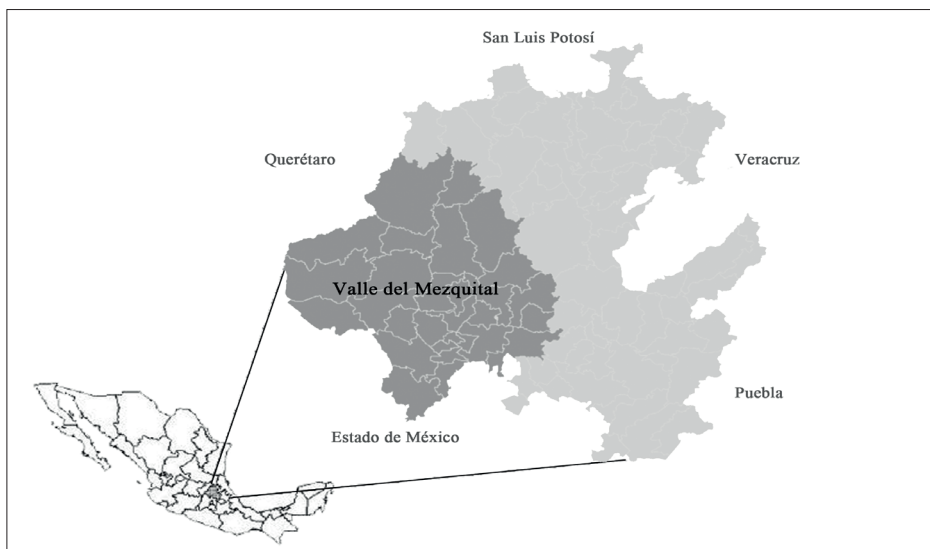 San Luis Potosí
Querétaro
Veracruz
Valle del Mezquital
Puebla
Estado de México